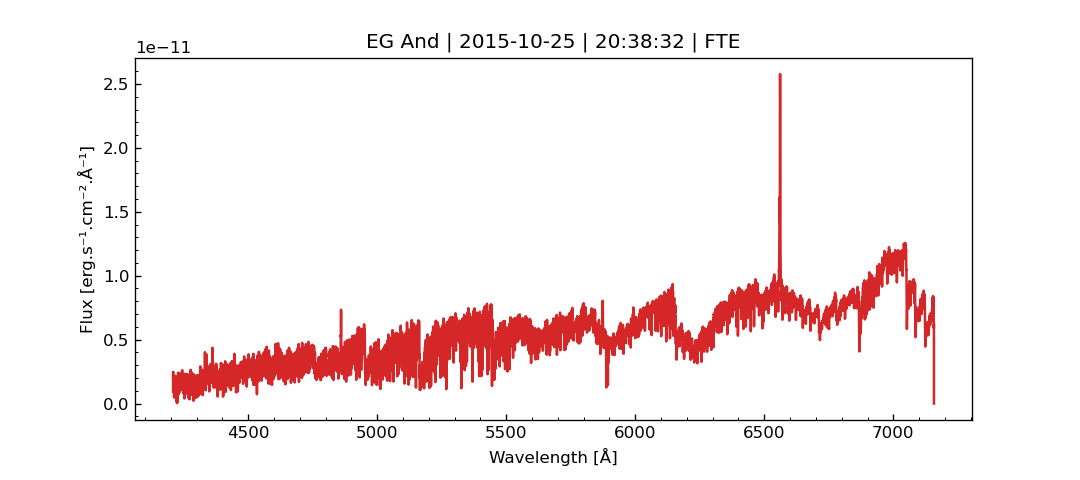 EG And | 2015-10-25 | 20:38:32 | FTE
1e−11
2.5
2.0
1.5
1.0
0.5
0.0
Flux [erg.s⁻¹.cm⁻².Å⁻¹]
4500 5000 5500 6000 6500 7000
Wavelength [Å]